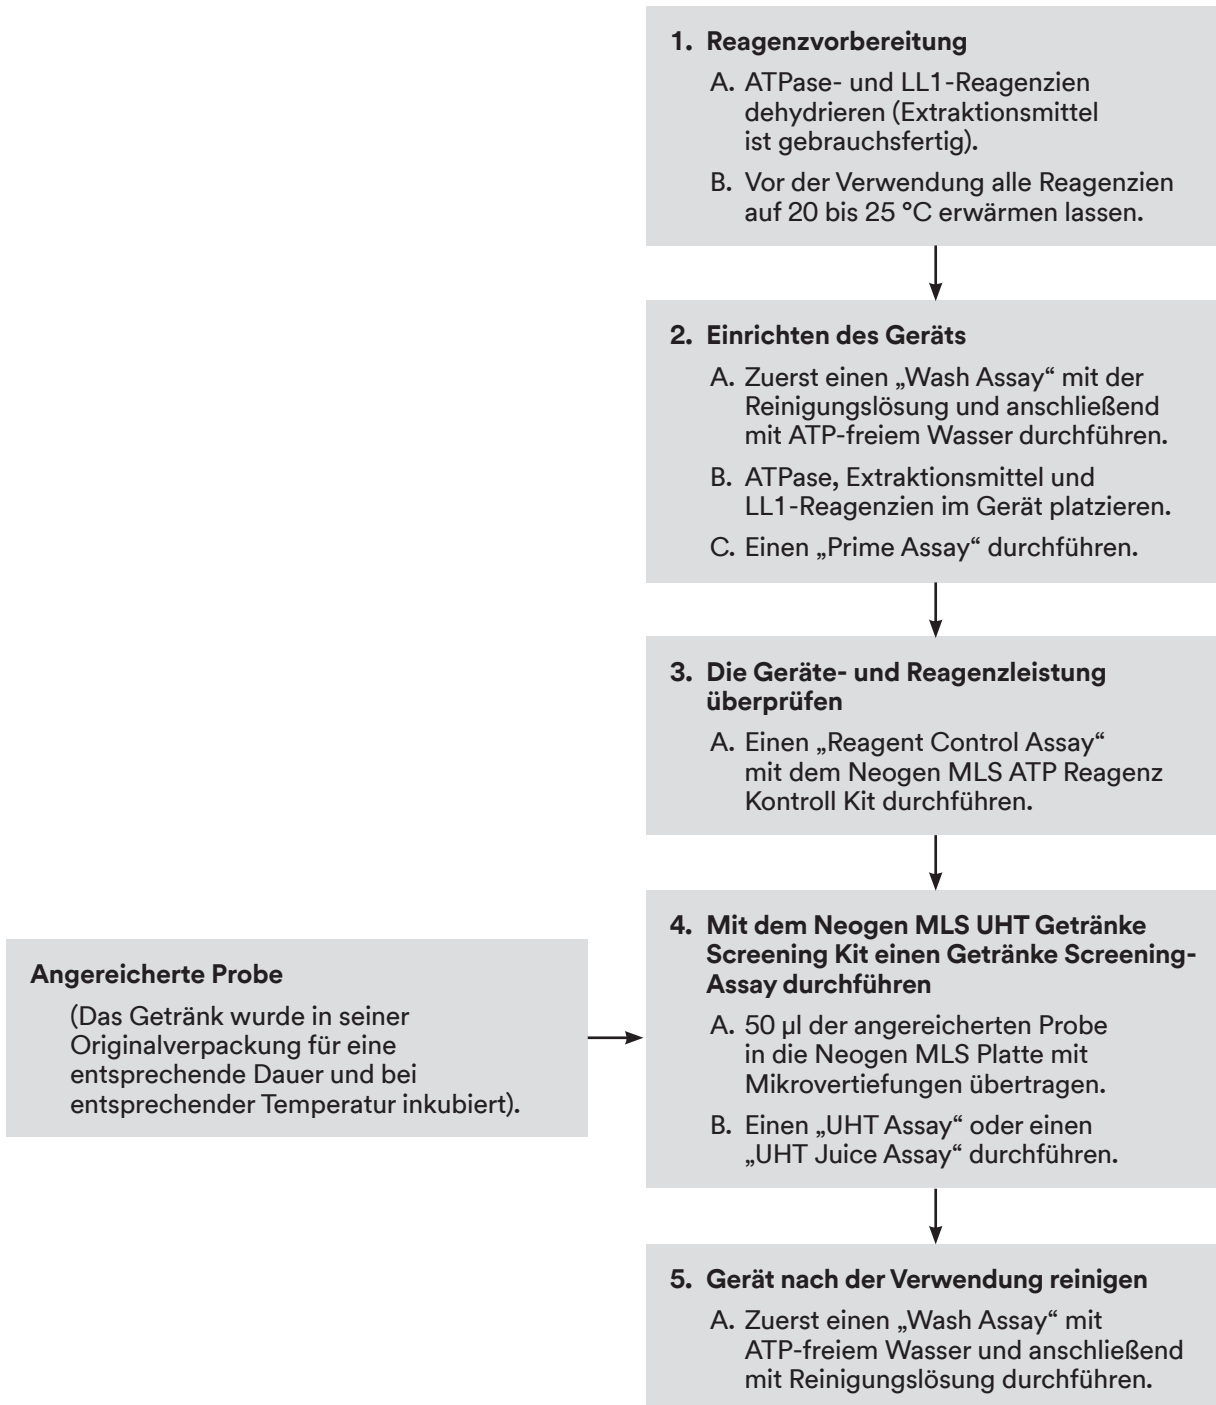 1. Reagenzvorbereitung
A. ATPase- und LL1-Reagenzien
dehydrieren (Extraktionsmittel
ist gebrauchsfertig).
B. Vor der Verwendung alle Reagenzien
auf 20 bis 25 °C erwärmen lassen.
2. Einrichten des Geräts
A. Zuerst einen „Wash Assay“ mit der
Reinigungslösung und anschließend
mit ATP-freiem Wasser durchführen.
B. ATPase, Extraktionsmittel und
LL1-Reagenzien im Gerät platzieren.
C. Einen „Prime Assay“ durchführen.
3. Die Geräte- und Reagenzleistung
überprüfen
A. Einen „Reagent Control Assay“
mit dem Neogen MLS ATP Reagenz
Kontroll Kit durchführen.
Angereicherte Probe
(Das Getränk wurde in seiner
Originalverpackung für eine
entsprechende Dauer und bei
entsprechender Temperatur inkubiert).
4. Mit dem Neogen MLS UHT Getränke
Screening Kit einen Getränke Screening-
Assay durchführen
A. 50 µl der angereicherten Probe
in die Neogen MLS Platte mit
Mikrovertiefungen übertragen.
B. Einen „UHT Assay“ oder einen
„UHT Juice Assay“ durchführen.
5. Gerät nach der Verwendung reinigen
A. Zuerst einen „Wash Assay“ mit
ATP-freiem Wasser und anschließend
mit Reinigungslösung durchführen.